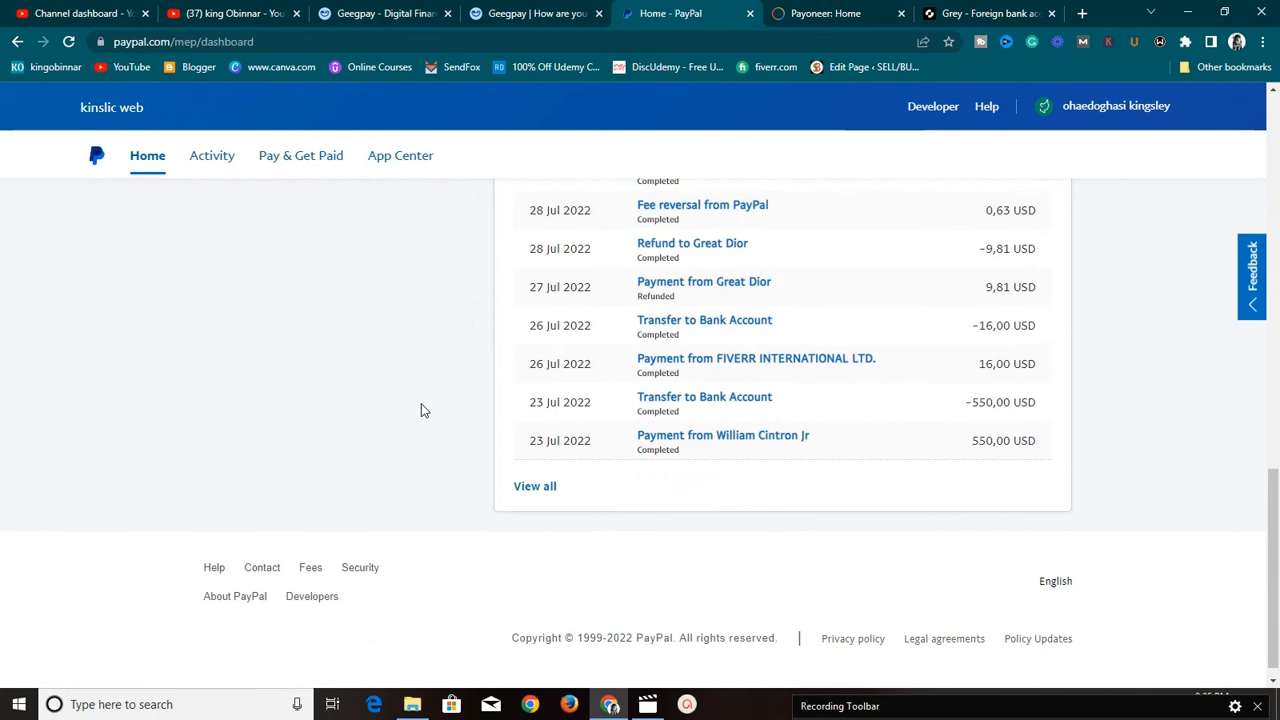 Channel dashboard - Y
(37) king Obinnar - You
Geegpay - Digital Finan
Geegpay | How are you
Home - PayPal
Payoneer: Home
Grey - Foreign bank acc
paypal.com/mep/dashboard
kingobinnar
YouTube
Blogger
www.canva.com
Online Courses
SendFox
100% Off Udemy C...
DiscUdemy - Free U...
fiverr.com
Edit Page ‹ SELL/BU...
Other bookmarks
kinslic web
Developer
Help
ohaedoghasi kingsley
Home
Activity
Pay & Get Paid
App Center
Completed
28 Jul 2022
Fee reversal from PayPal
0,63 USD
Completed
28 Jul 2022
Refund to Great Dior
-9,81 USD
Completed
27 Jul 2022
Payment from Great Dior
9,81 USD
Refunded
26 Jul 2022
Transfer to Bank Account
-16,00 USD
Completed
26 Jul 2022
Payment from FIVERR INTERNATIONAL LTD.
16,00 USD
Completed
23 Jul 2022
Transfer to Bank Account
-550,00 USD
Completed
23 Jul 2022
Payment from William Cintron Jr
550,00 USD
Completed
View all
Feedback
Help Contact Fees Security
About PayPal Developers
English
Copyright © 1999-2022 PayPal. All rights reserved. | Privacy policy Legal agreements Policy Updates
Type here to search
Recording Toolbar